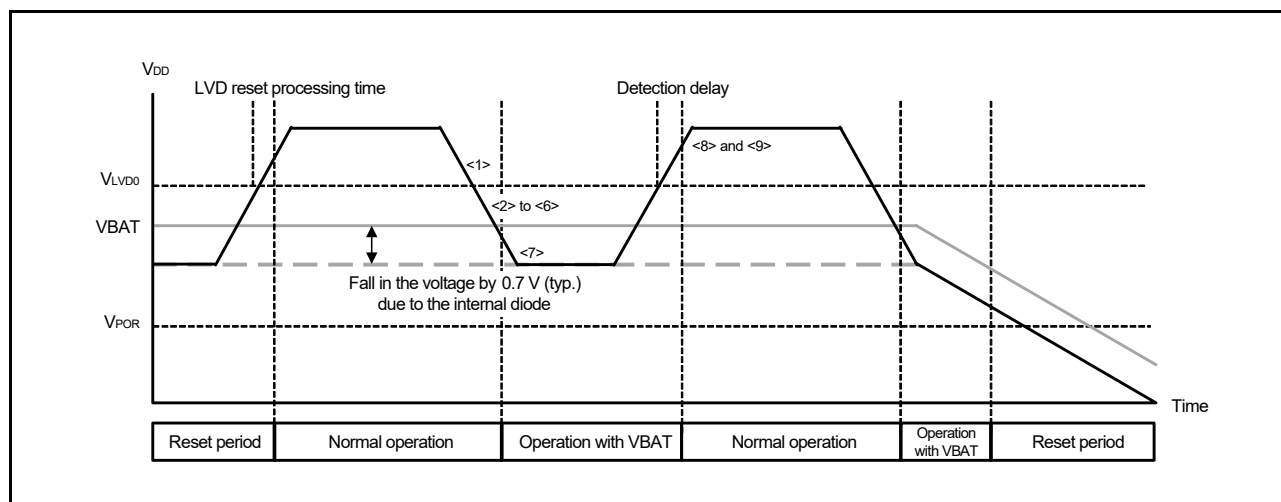 VDD
LVD reset processing time
Detection delay
<1>
<8> and <9>
VLVD0
<2> to <6>
VBAT
<7>
Fall in the voltage by 0.7 V (typ.)
due to the internal diode
VPOR
Time
Reset period
Normal operation
Operation with VBAT
Normal operation
Operation
with VBAT
Reset period